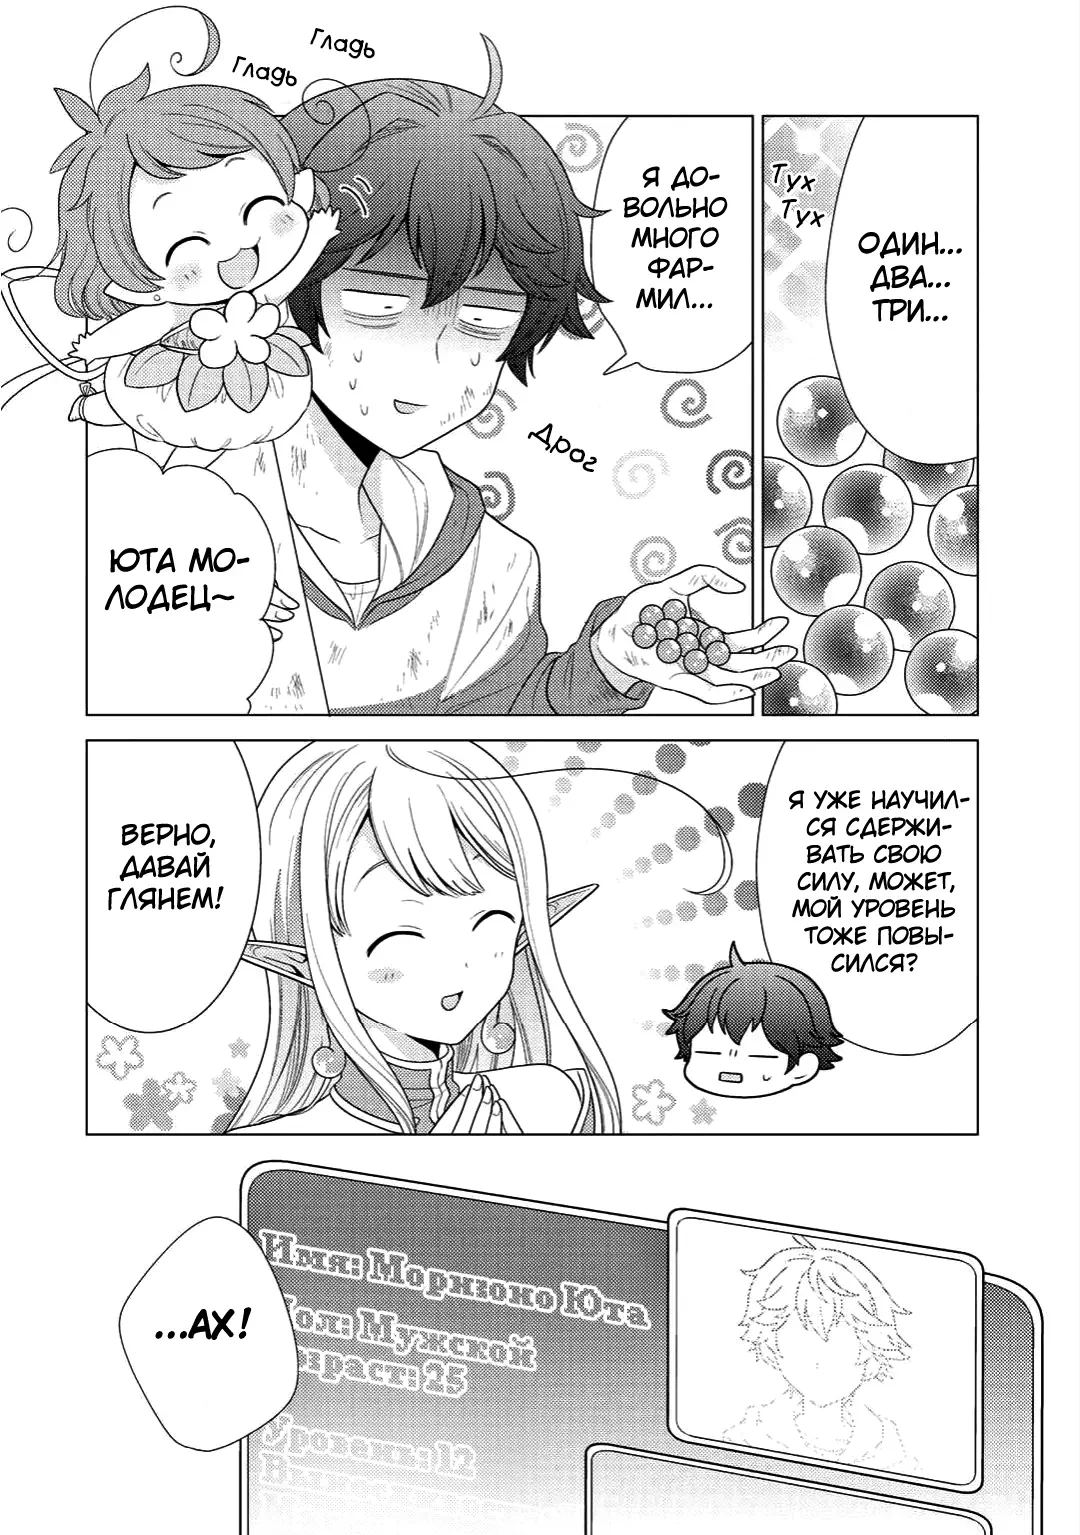 Тух
Тух
ОДИН...
ДВА...
ТРИ...
Я ДО-
ВОЛЬНО
МНОГО
ФАР-
МИЛ...
Гладь
Гладь
Дрог
ЮТА МО-
ЛОДЕЦ~
Я УЖЕ НАУЧИЛ-
СЯ СДЕРЖИ-
ВАТЬ СВОЮ
СИЛУ, МОЖЕТ,
МОЙ УРОВЕНЬ
ТОЖЕ ПОВЫ-
СИЛСЯ?
ВЕРНО,
ДАВАЙ
ГЛЯНЕМ!
...АХ!
Имя: Мориюно Юта
Пол: Мужской
Возраст: 25
Уровень: 12